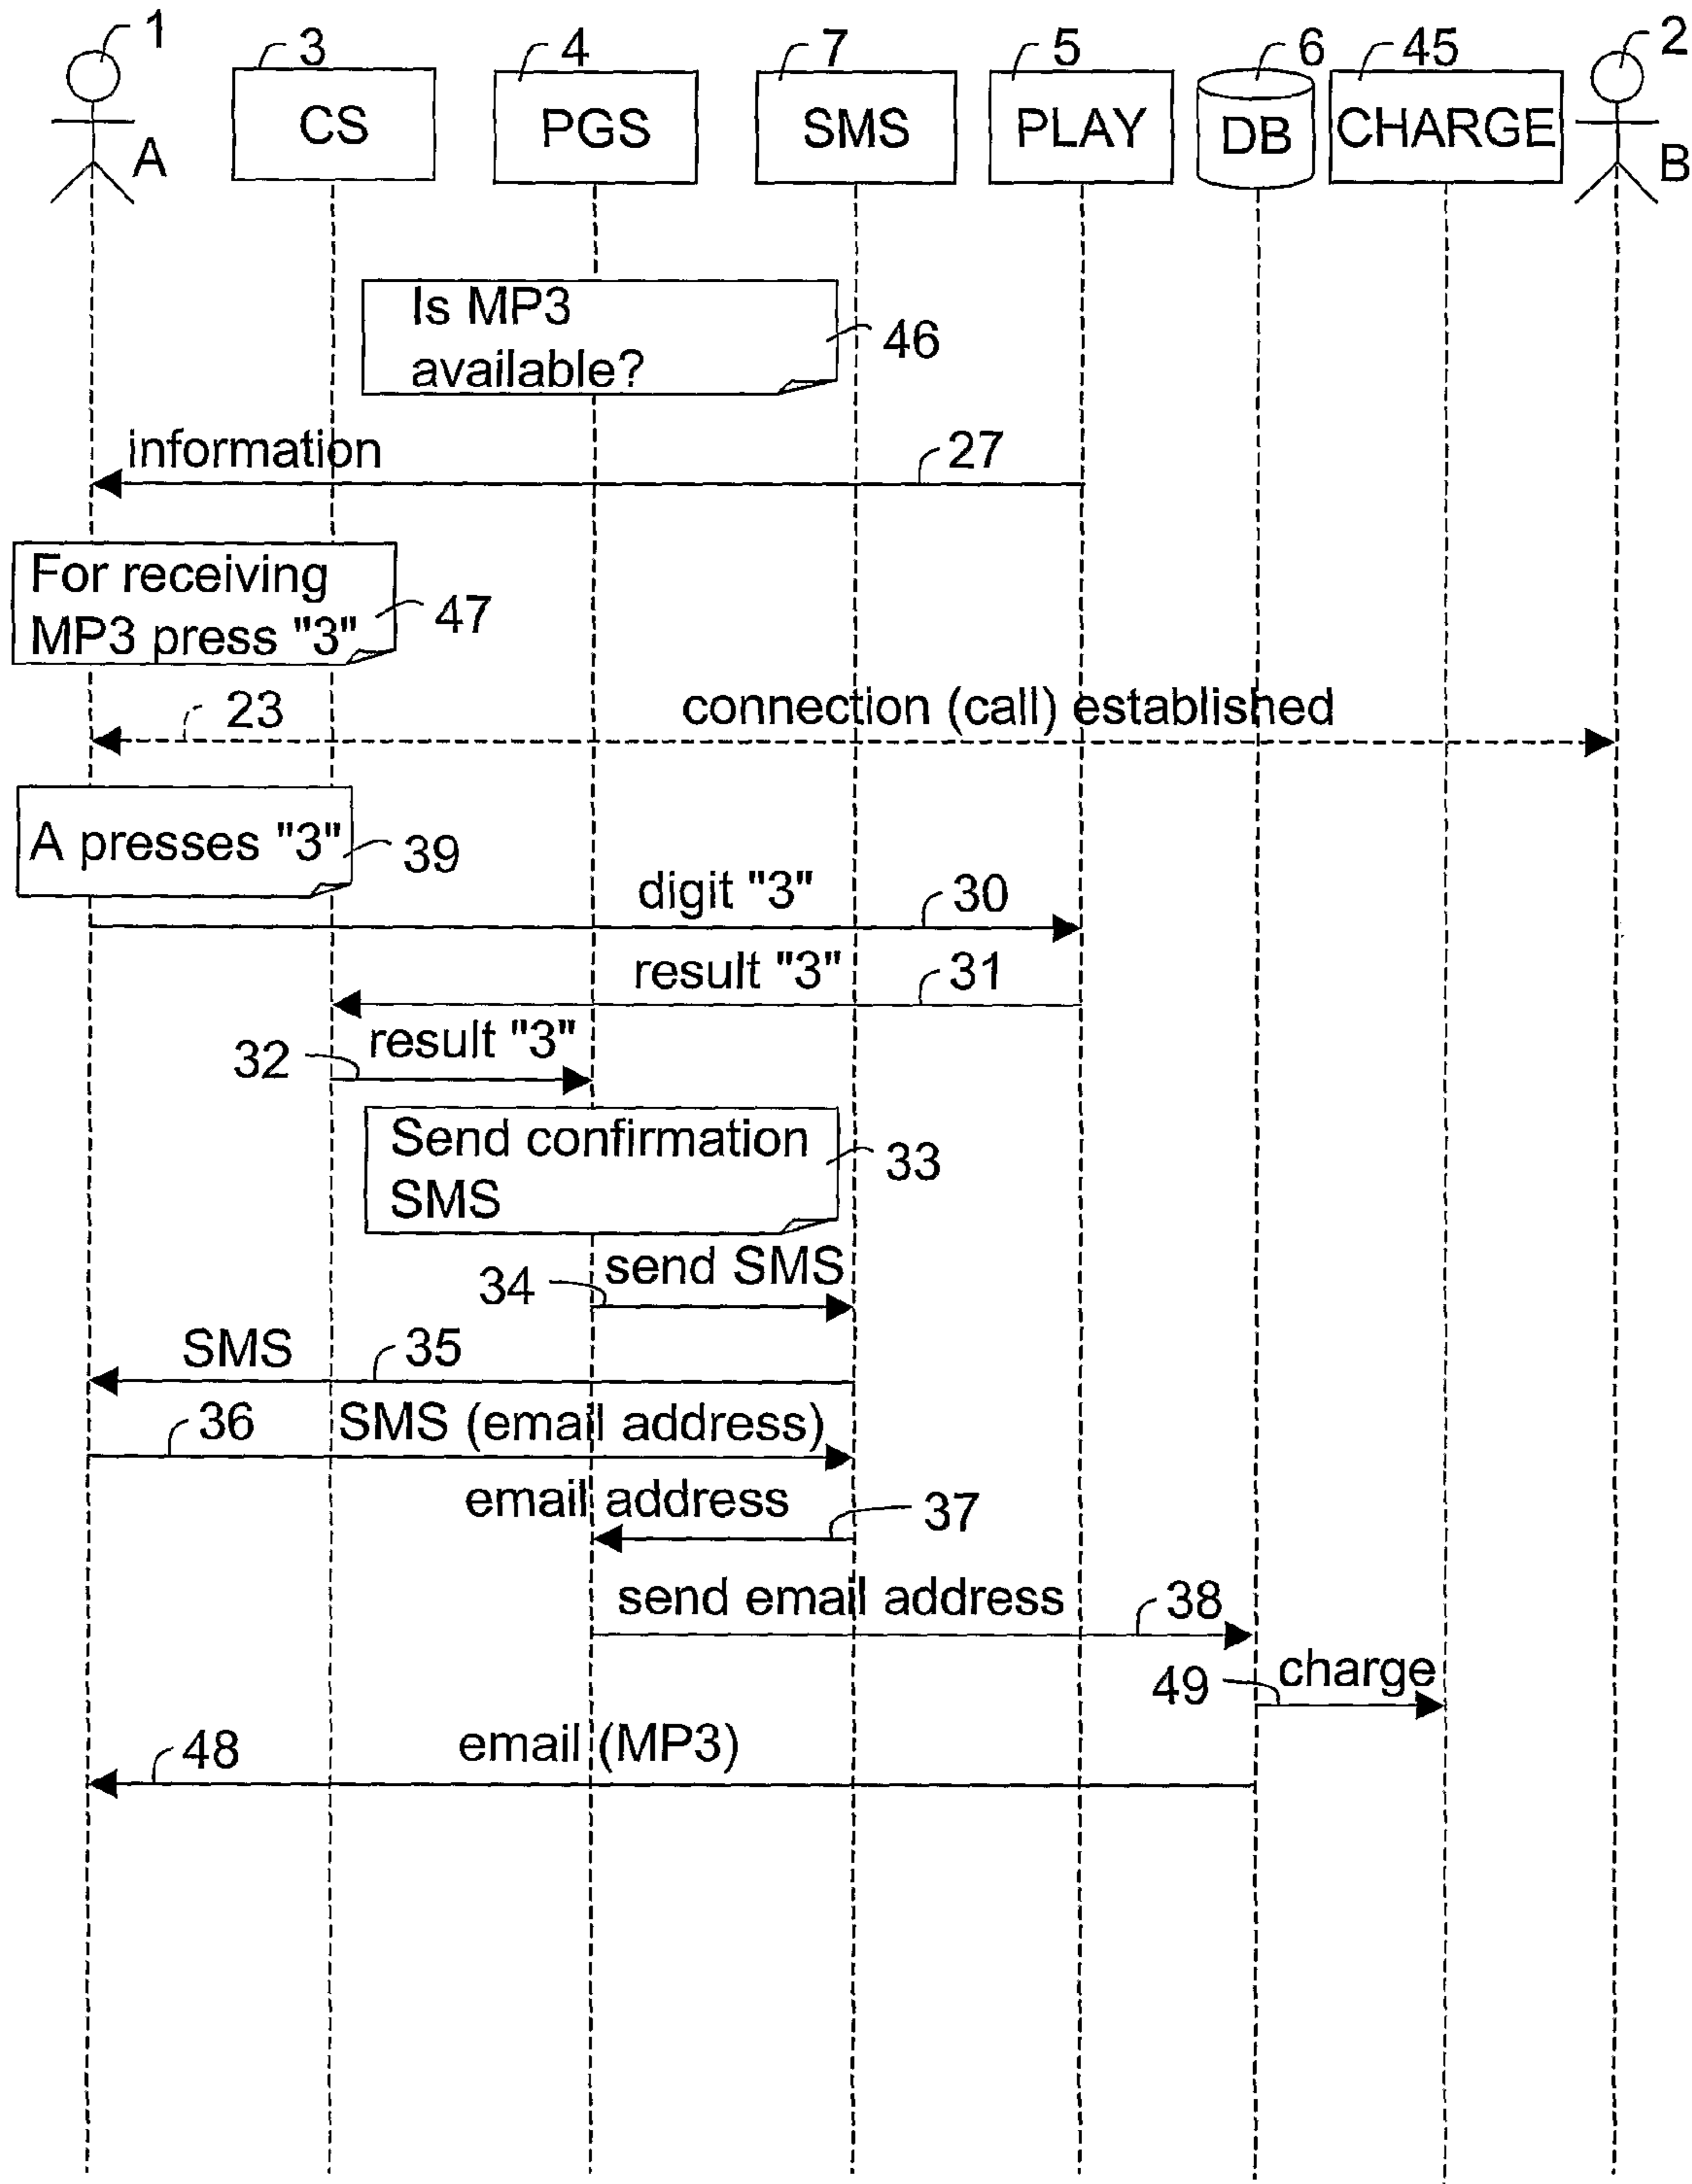 1 3 4 7 5 6 45 2
A CS PGS SMS PLAY DB CHARGE B
Is MP3
available?
46
information 27
For receiving
MP3 press "3"
47
23 connection (call) established
A presses "3"
39
digit "3" 30
result "3" 31
32 result "3"
Send confirmation
SMS
33
34 send SMS
SMS 35
36 SMS (email address)
email address 37
send email address 38
49 charge
48 email (MP3)